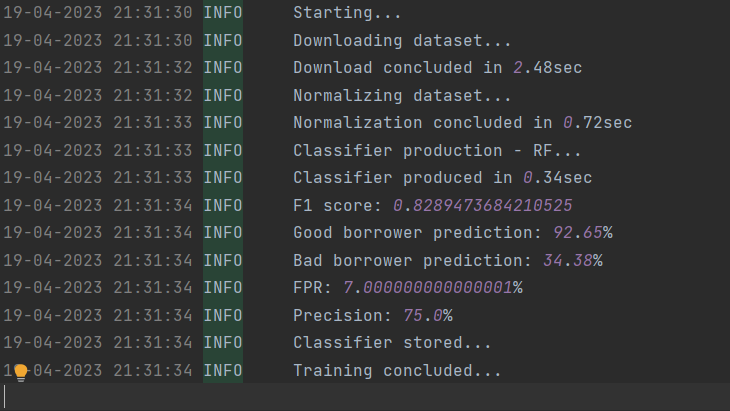 19-04-2023 21:31:30 INFO Starting...
19-04-2023 21:31:30 INFO Downloading dataset...
19-04-2023 21:31:32 INFO Download concluded in 2.48sec
19-04-2023 21:31:32 INFO Normalizing dataset...
19-04-2023 21:31:33 INFO Normalization concluded in 0.72sec
19-04-2023 21:31:33 INFO Classifier production - RF...
19-04-2023 21:31:33 INFO Classifier produced in 0.34sec
19-04-2023 21:31:34 INFO F1 score: 0.8289473684210525
19-04-2023 21:31:34 INFO Good borrower prediction: 92.65%
19-04-2023 21:31:34 INFO Bad borrower prediction: 34.38%
19-04-2023 21:31:34 INFO FPR: 7.000000000000001%
19-04-2023 21:31:34 INFO Precision: 75.0%
19-04-2023 21:31:34 INFO Classifier stored...
19-04-2023 21:31:34 INFO Training concluded...